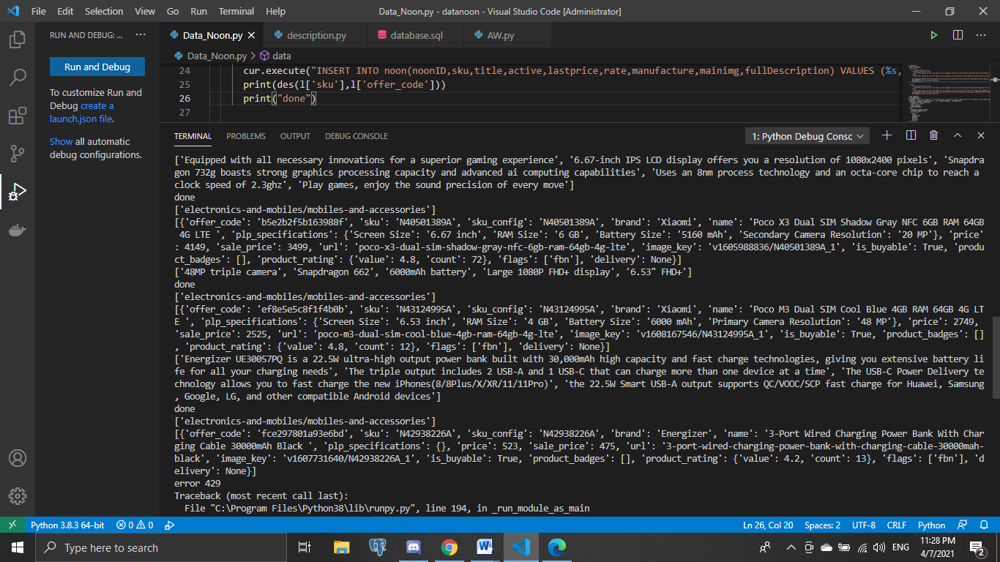 File Edit Selection View Go Run Terminal Help
Data_Noon.py - datanoon - Visual Studio Code [Administrator]
RUN AND DEBUG: ...
Run and Debug
To customize Run and
Debug create a
launch.json file.
Show all automatic
debug configurations.
Data_Noon.py description.py database.sql AW.py
Data_Noon.py > data
24 cur.execute("INSERT INTO noon(noonID,sku,title,active,lastprice,rate,manufacture,mainimg,fullDescription) VALUES (%s,
25 print(des(l['sku'],l['offer_code']))
26 print("done")
27
TERMINAL PROBLEMS OUTPUT DEBUG CONSOLE
1: Python Debug Consc
['Equipped with all necessary innovations for a superior gaming experience', '6.67-inch IPS LCD display offers you a resolution of 1080x2400 pixels', 'Snapdra
gon 732g boasts strong graphics processing capacity and advanced ai computing capabilities', 'Uses an 8nm process technology and an octa-core chip to reach a
clock speed of 2.3ghz', 'Play games, enjoy the sound precision of every move']
done
['electronics-and-mobiles/mobiles-and-accessories']
[{'offer_code': 'b5e2b2f5b163988f', 'sku': 'N40501389A', 'sku_config': 'N40501389A', 'brand': 'Xiaomi', 'name': 'Poco X3 Dual SIM Shadow Gray NFC 6GB RAM 64GB
4G LTE ', 'plp_specifications': {'Screen Size': '6.67 inch', 'RAM Size': '6 GB', 'Battery Size': '5160 mAh', 'Secondary Camera Resolution': '20 MP'}, 'price'
: 4149, 'sale_price': 3499, 'url': 'poco-x3-dual-sim-shadow-gray-nfc-6gb-ram-64gb-4g-lte', 'image_key': 'v1605988836/N40501389A_1', 'is_buyable': True, 'produ
ct_badges': [], 'product_rating': {'value': 4.8, 'count': 72}, 'flags': ['fbn'], 'delivery': None}]
['48MP triple camera', 'Snapdragon 662', '6000mAh battery', 'Large 1080P FHD+ display', '6.53" FHD+']
done
['electronics-and-mobiles/mobiles-and-accessories']
[{'offer_code': 'ef8e5e5c8f1f4b0b', 'sku': 'N43124995A', 'sku_config': 'N43124995A', 'brand': 'Xiaomi', 'name': 'Poco M3 Dual SIM Cool Blue 4GB RAM 64GB 4G LT
E ', 'plp_specifications': {'Screen Size': '6.53 inch', 'RAM Size': '4 GB', 'Battery Size': '6000 mAh', 'Primary Camera Resolution': '48 MP'}, 'price': 2749,
'sale_price': 2525, 'url': 'poco-m3-dual-sim-cool-blue-4gb-ram-64gb-4g-lte', 'image_key': 'v1608167546/N43124995A_1', 'is_buyable': True, 'product_badges': []
, 'product_rating': {'value': 4.8, 'count': 12}, 'flags': ['fbn'], 'delivery': None}]
['Energizer UE30057PQ is a 22.5W ultra-high output power bank built with 30,000mAh high capacity and fast charge technologies, giving you extensive battery li
fe for all your charging needs', 'The triple output includes 2 USB-A and 1 USB-C that can charge more than one device at a time', 'The USB-C Power Delivery te
chnology allows you to fast charge the new iPhones(8/8Plus/X/XR/11/11Pro)', 'the 22.5W Smart USB-A output supports QC/VOOC/SCP fast charge for Huawei, Samsung
, Google, LG, and other compatible Android devices']
done
['electronics-and-mobiles/mobiles-and-accessories']
[{'offer_code': 'fce297801a93e6bd', 'sku': 'N42938226A', 'sku_config': 'N42938226A', 'brand': 'Energizer', 'name': '3-Port Wired Charging Power Bank With Char
ging Cable 30000mAh Black ', 'plp_specifications': {}, 'price': 523, 'sale_price': 475, 'url': '3-port-wired-charging-power-bank-with-charging-cable-30000mah-
black', 'image_key': 'v1607731640/N42938226A_1', 'is_buyable': True, 'product_badges': [], 'product_rating': {'value': 4.2, 'count': 13}, 'flags': ['fbn'], 'd
elivery': None}]
error 429
Traceback (most recent call last):
File "C:\Program Files\Python38\lib\runpy.py", line 194, in _run_module_as_main
Python 3.8.3 64-bit 0 0 Ln 26, Col 20 Spaces: 2 UTF-8 CRLF Python
Type here to search
ENG
11:28 PM
4/7/2021
2